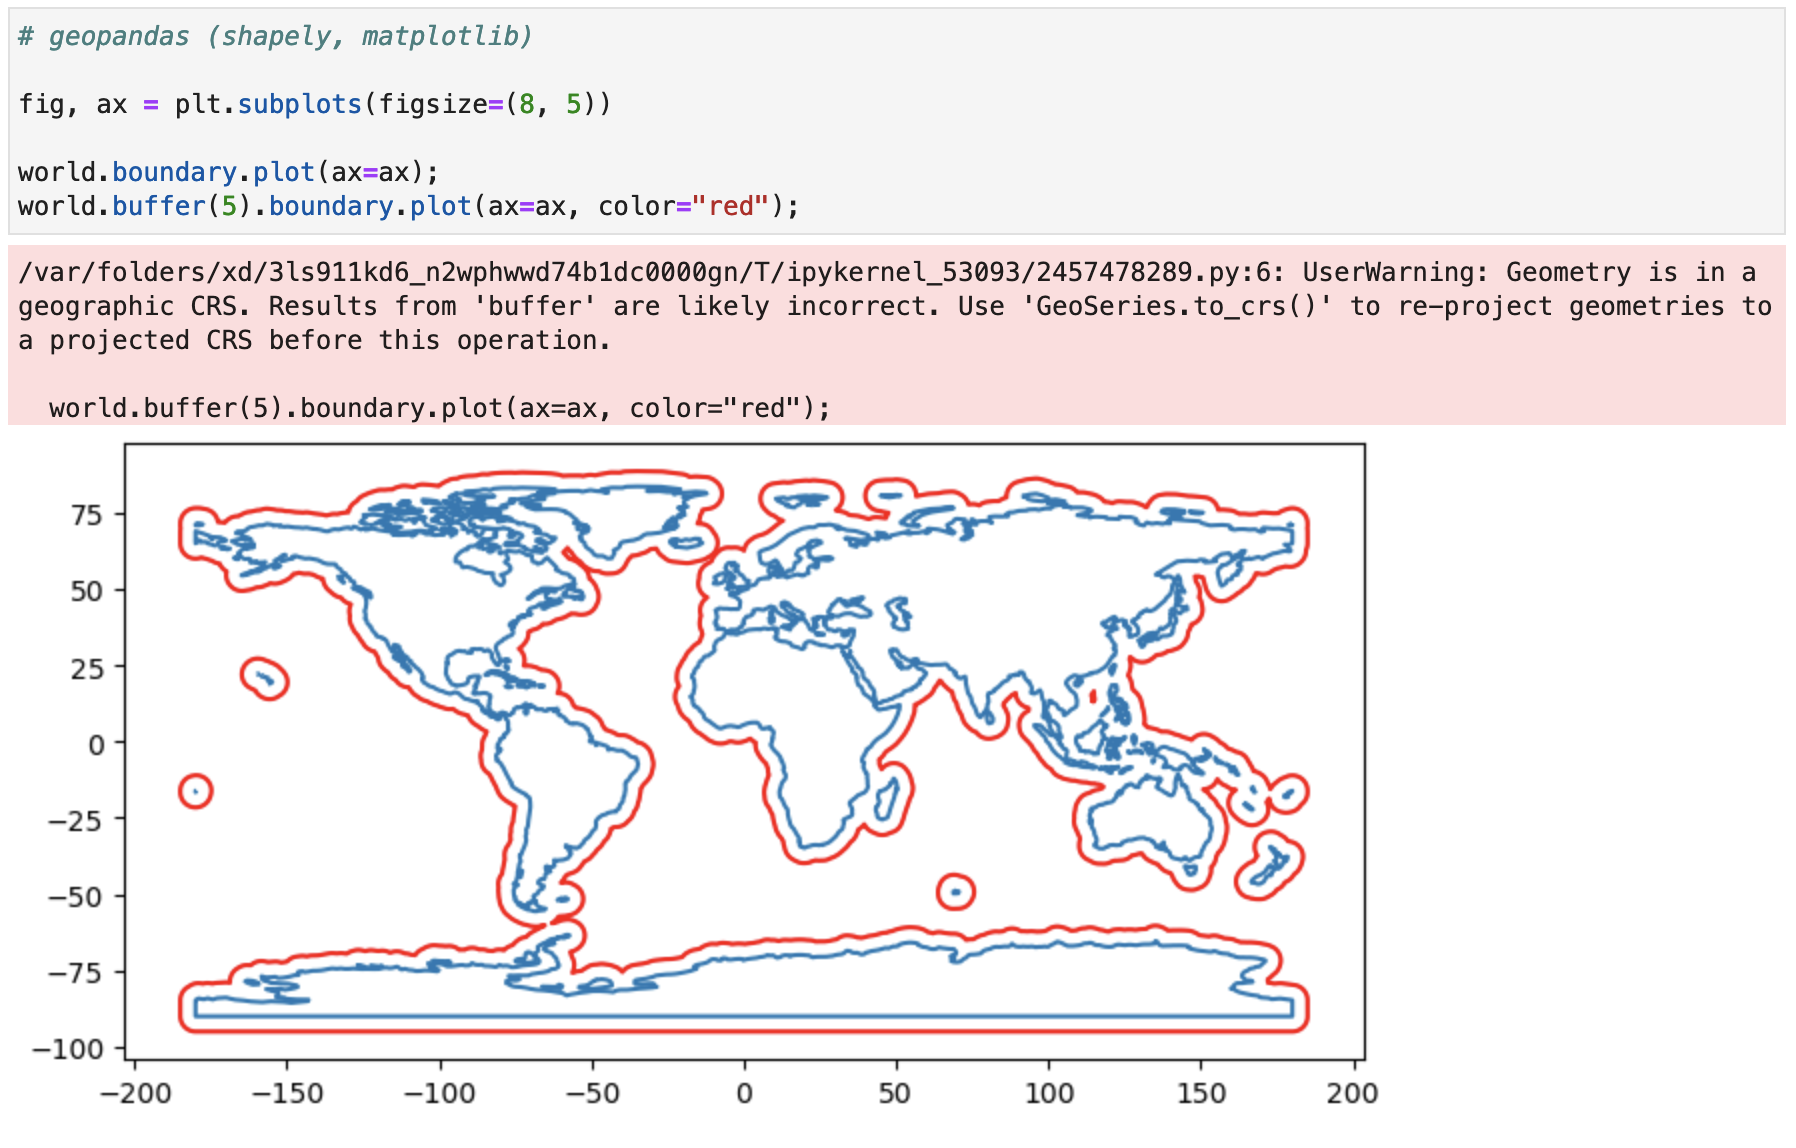 # geopandas (shapely, matplotlib)
fig, ax = plt.subplots(figsize=(8, 5))
world.boundary.plot(ax=ax);
world.buffer(5).boundary.plot(ax=ax, color="red");
/var/folders/xd/3ls911kd6_n2wphwwd74b1dc0000gn/T/ipykernel_53093/2457478289.py:6: UserWarning: Geometry is in a
geographic CRS. Results from 'buffer' are likely incorrect. Use 'GeoSeries.to_crs()' to re-project geometries to
a projected CRS before this operation.
world.buffer(5).boundary.plot(ax=ax, color="red");
75
50
25
0
−25
−50
−75
−100
−200 −150 −100 −50 0 50 100 150 200